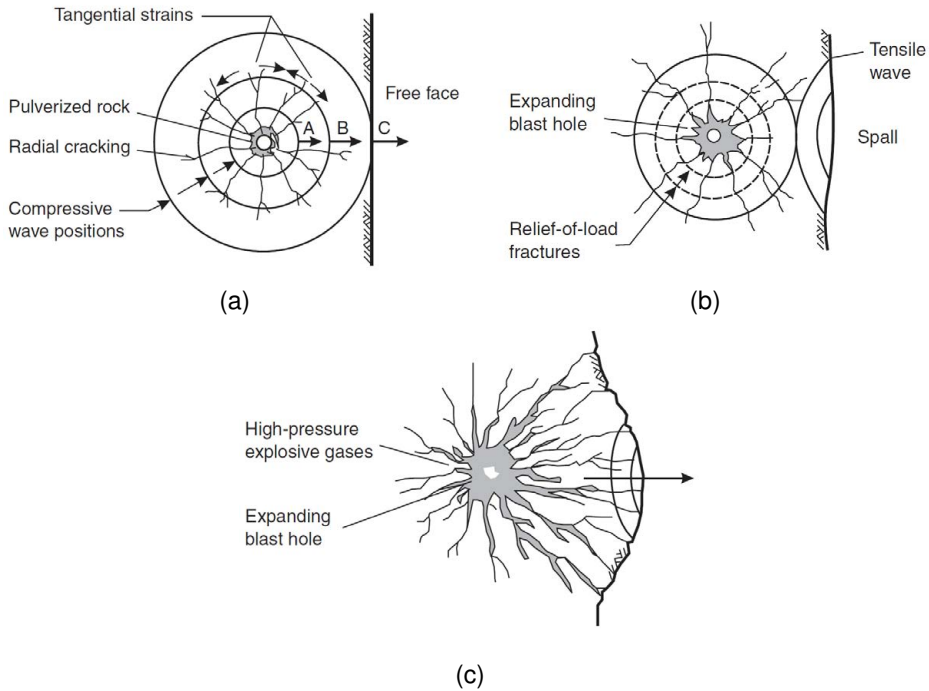 Tangential strains
Pulverized rock
Radial cracking
Compressive
wave positions
A
B
C
Free face
(a)
Tensile
wave
Expanding
blast hole
Spall
Relief-of-load
fractures
(b)
High-pressure
explosive gases
Expanding
blast hole
(c)